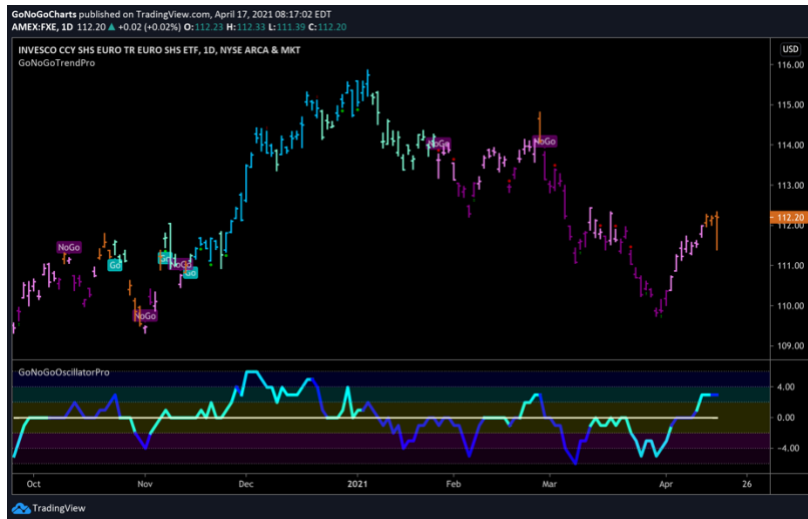 GoNoGoCharts published on TradingView.com, April 17, 2021 08:17:02 EDT
AMEX:FXE, 1D 112.20 ▲ +0.02 (+0.02%) O:112.23 H:112.33 L:111.39 C:112.20
INVESCO CCY SHS EURO TR EURO SHS ETF, 1D, NYSE ARCA & MKT
USD
GoNoGoTrendPro
116.00
115.00
NoGo
NoGo
114.00
113.00
112.20
112.00
NoGo
Go
NoGo
Go
111.00
110.00
NoGo
109.00
GoNoGoOscillatorPro
4.00
0.00
−4.00
Oct Nov Dec 2021 Feb Mar Apr 26
TradingView